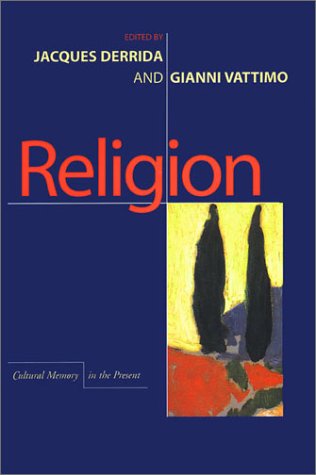 EDITED BY
JACQUES DERRIDA
AND GIANNI VATTIMO
Religion
Cultural Memory in the Present